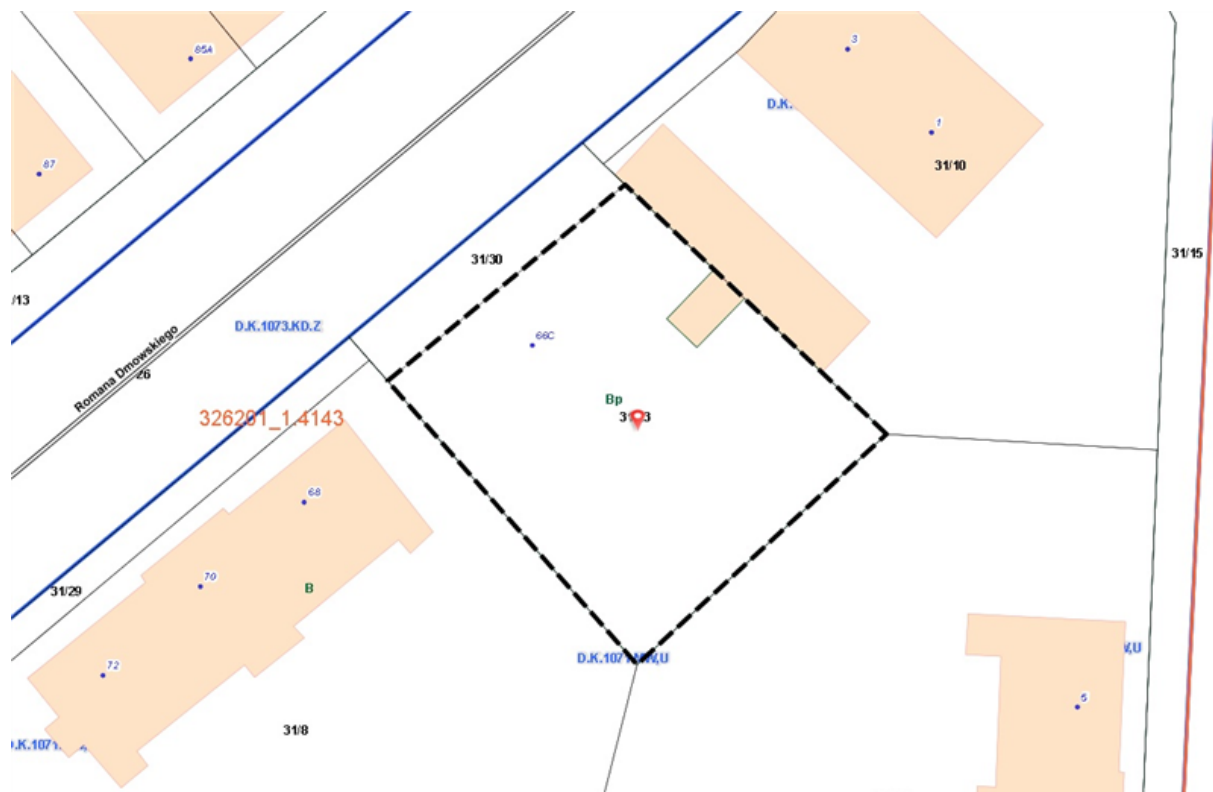 85A
3
D.K.
1
87
31/10
31/15
31/30
/13
D.K.1073.KD.Z
66C
Romana Dmowskiego
26
Bp
326201_1.4143
68
70
B
31/29
72
5
31/8